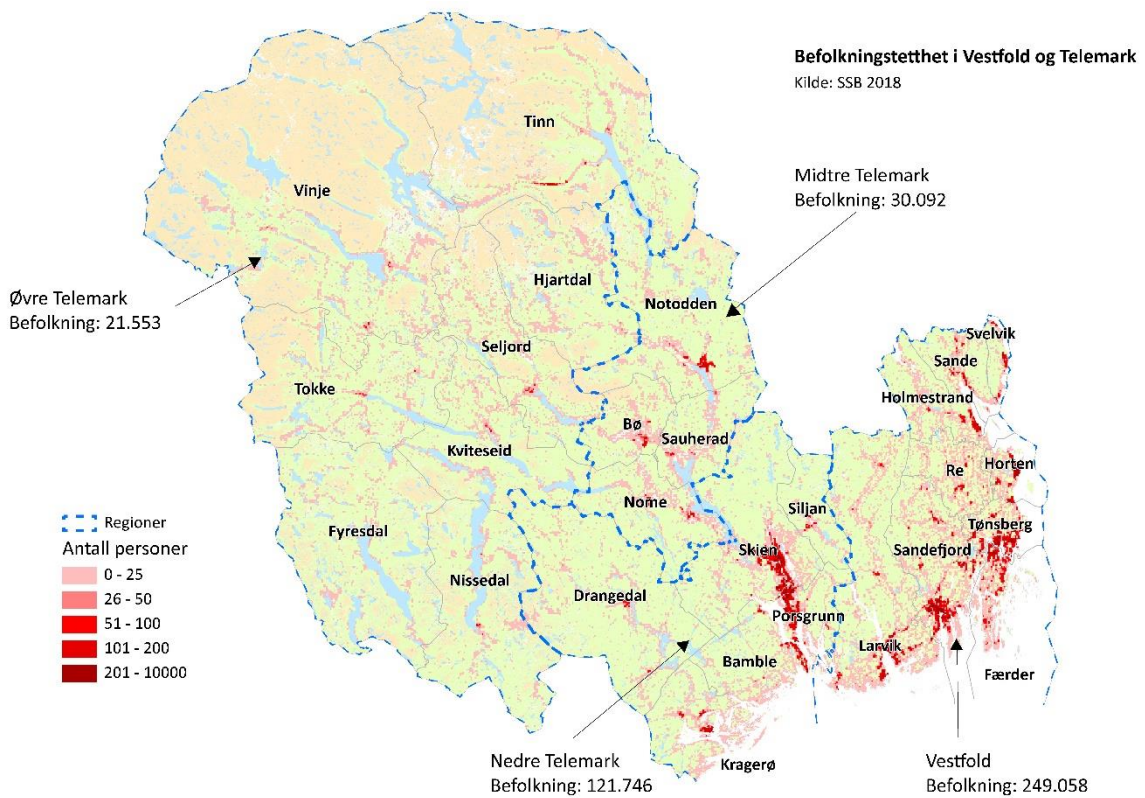 Befolkningstetthet i Vestfold og Telemark
Kilde: SSB 2018
Tinn
Midtre Telemark
Befolkning: 30.092
Vinje
Øvre Telemark
Befolkning: 21.553
Hjartdal
Notodden
Svelvik
Sande
Seljord
Tokke
Holmestrand
Bø
Sauherad
Kviteseid
Re
Horten
Nome
Siljan
Regioner
Antall personer
0 - 25
26 - 50
51 - 100
101 - 200
201 - 10000
Fyresdal
Tønsberg
Skien
Sandefjord
Nissedal
Drangedal
Porsgrunn
Larvik
Bamble
Færder
Nedre Telemark
Befolkning: 121.746
Kragerø
Vestfold
Befolkning: 249.058